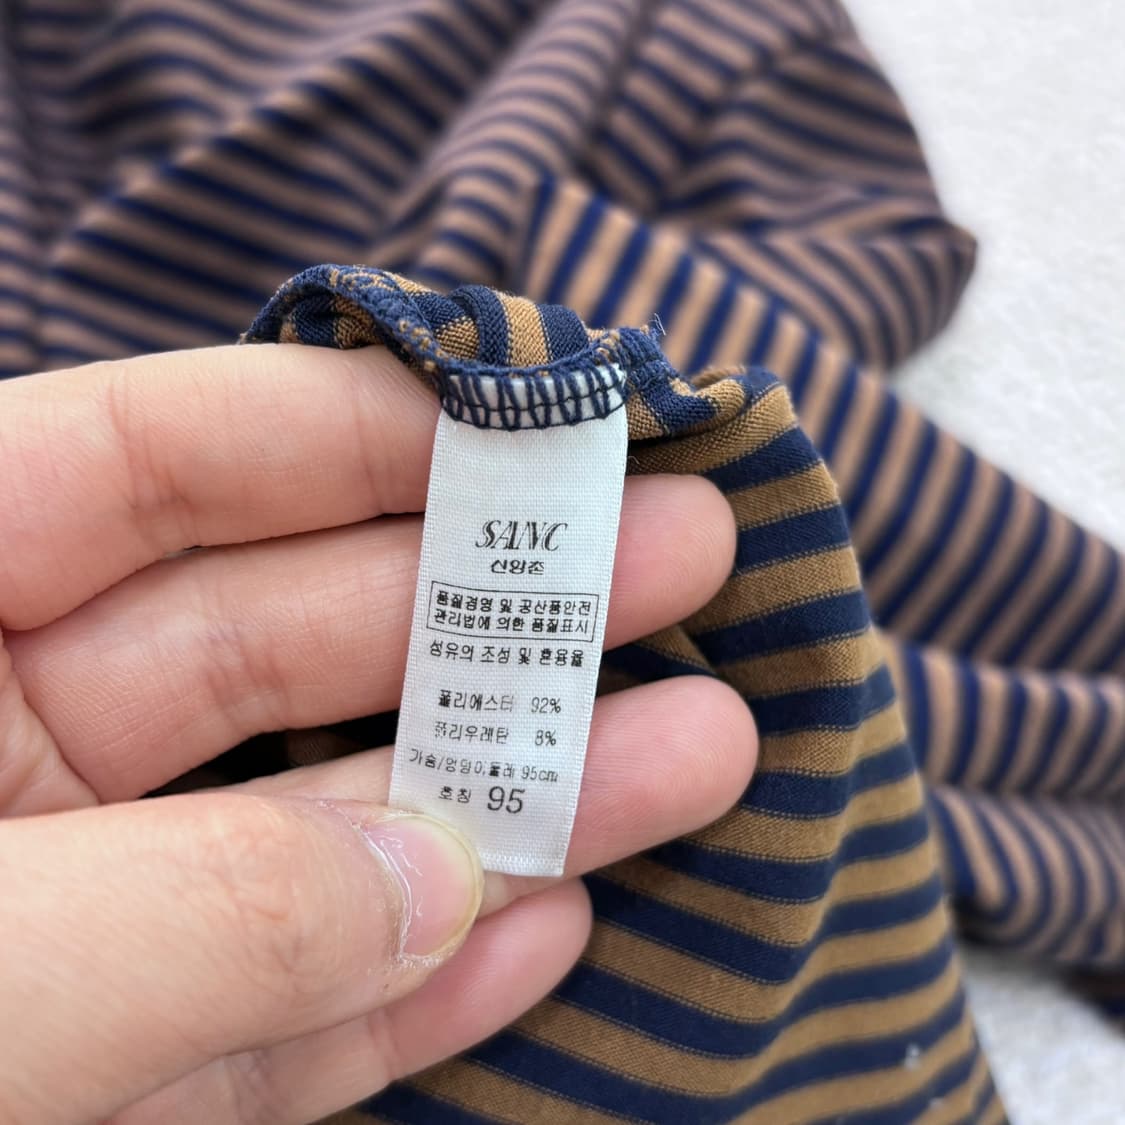 SAIVC
신앙촌
품질경영 및 공산품안전
관리법에 의한 품질표시
섬유의 조성 및 혼용율
폴리에스터 92%
폴리우레탄 8%
가슴/엉덩이둘레 95cm
호칭 95